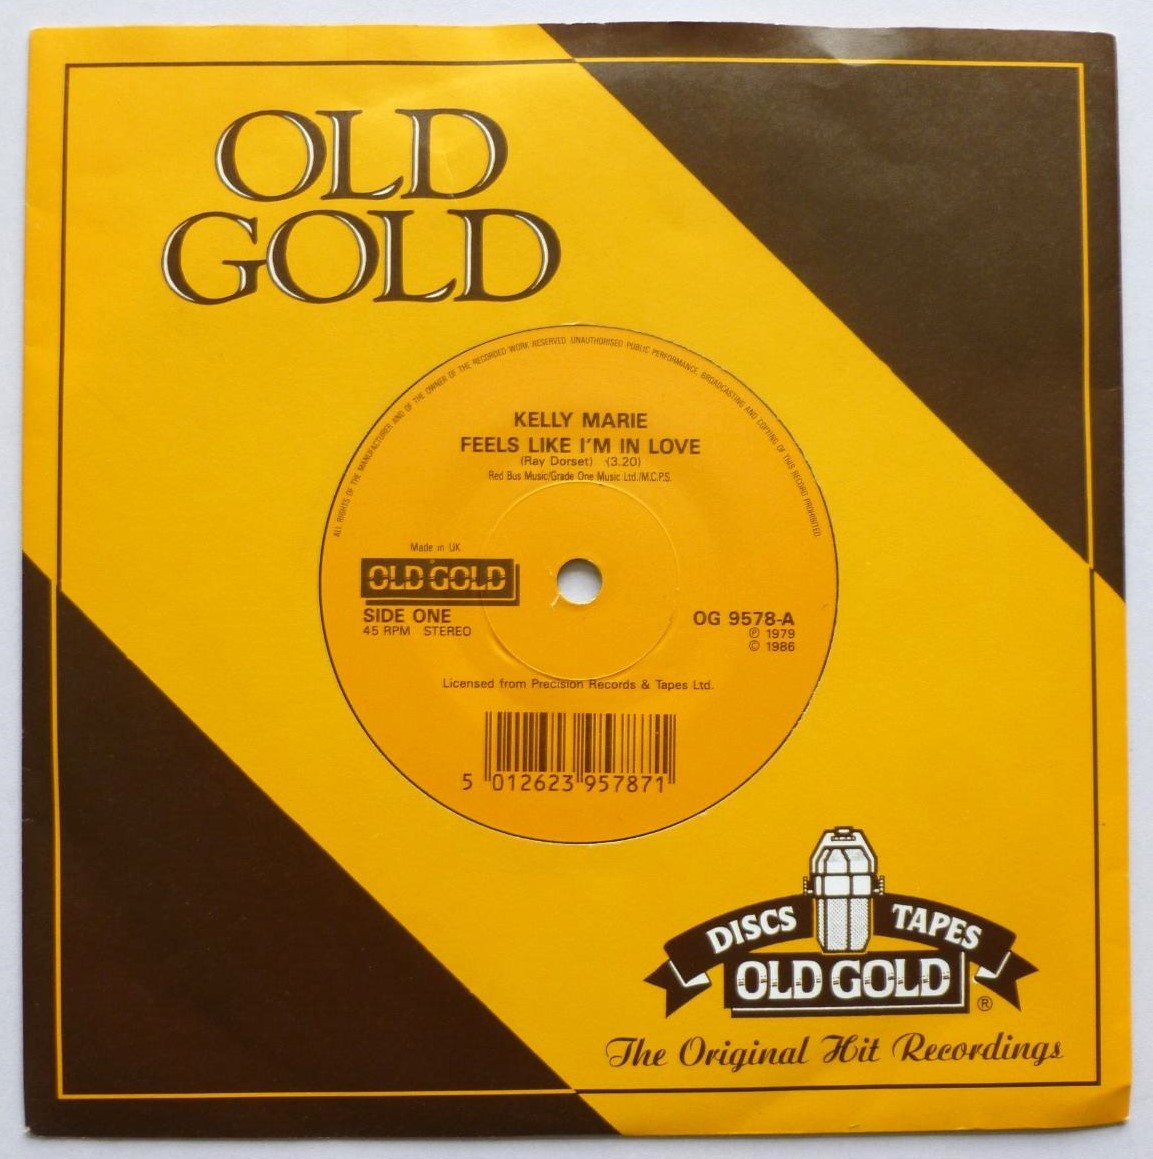 OLD
GOLD
ALL RIGHTS OF THE MANUFACTURER AND OF THE OWNER OF THE RECORDED WORK RESERVED. UNAUTHORISED PUBLIC PERFORMANCE, BROADCASTING AND COPYING OF THIS RECORD PROHIBITED
KELLY MARIE
FEELS LIKE I'M IN LOVE
(Ray Dorset) (3.20)
Red Bus Music/Grade One Music Ltd./M.C.P.S.
Made in UK
OLD GOLD
SIDE ONE
45 RPM STEREO
OG 9578-A
℗ 1979
© 1986
Licensed from Precision Records & Tapes Ltd.
5 012623 957871
DISCS TAPES
OLD GOLD ®
The Original Hit Recordings